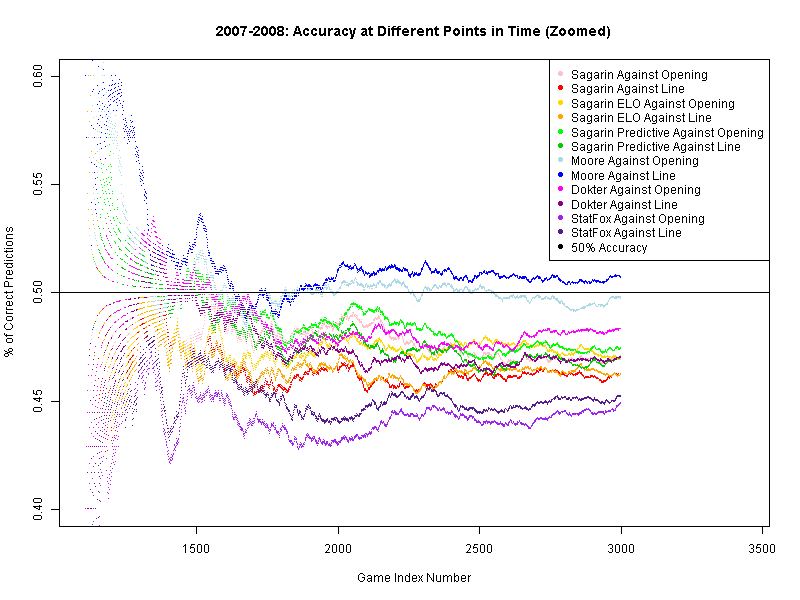 2007-2008: Accuracy at Different Points in Time (Zoomed)
Sagarin Against Opening
Sagarin Against Line
Sagarin ELO Against Opening
Sagarin ELO Against Line
Sagarin Predictive Against Opening
Sagarin Predictive Against Line
Moore Against Opening
Moore Against Line
Dokter Against Opening
Dokter Against Line
StatFox Against Opening
StatFox Against Line
50% Accuracy
% of Correct Predictions
0.60
0.55
0.50
0.45
0.40
1500 2000 2500 3000 3500
Game Index Number